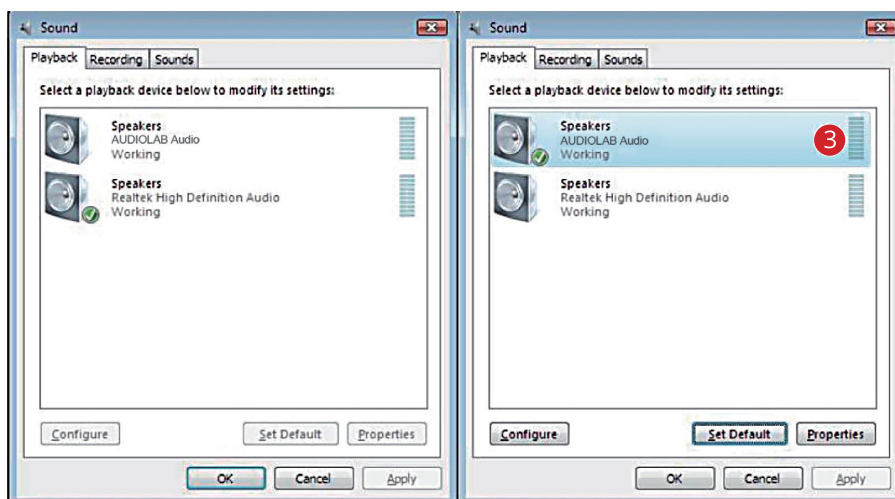 Sound
Playback Recording Sounds
Select a playback device below to modify its settings:
Speakers
AUDIOLAB Audio
Working
Speakers
Realtek High Definition Audio
Working
Configure Set Default Properties
OK Cancel Apply
Sound
Playback Recording Sounds
Select a playback device below to modify its settings:
Speakers
AUDIOLAB Audio
Working
3
Speakers
Realtek High Definition Audio
Working
Configure Set Default Properties
OK Cancel Apply